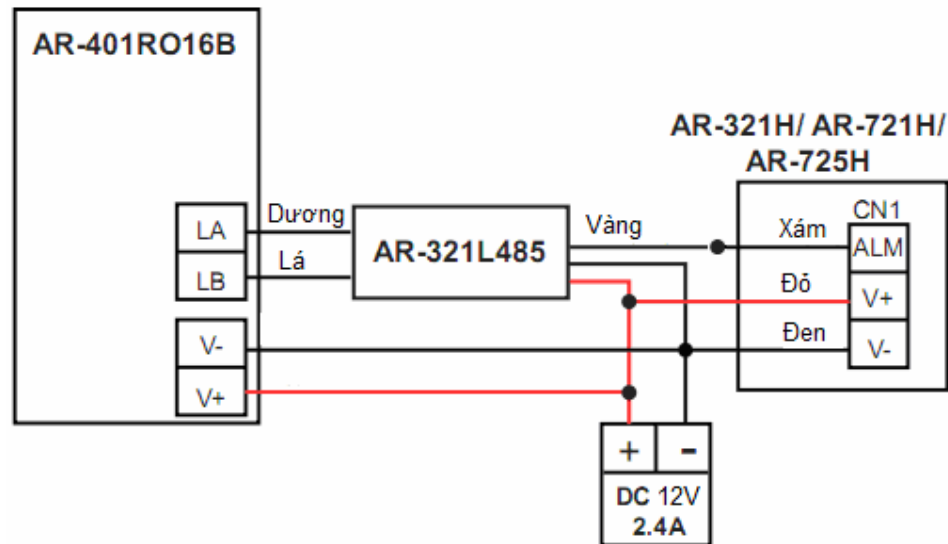 AR-401RO16B
AR-321H/ AR-721H/
AR-725H
CN1
LA
Dương
LB
Lá
AR-321L485
Vàng
Xám
ALM
Đỏ
V+
Đen
V-
V-
V+
+
-
DC 12V
2.4A